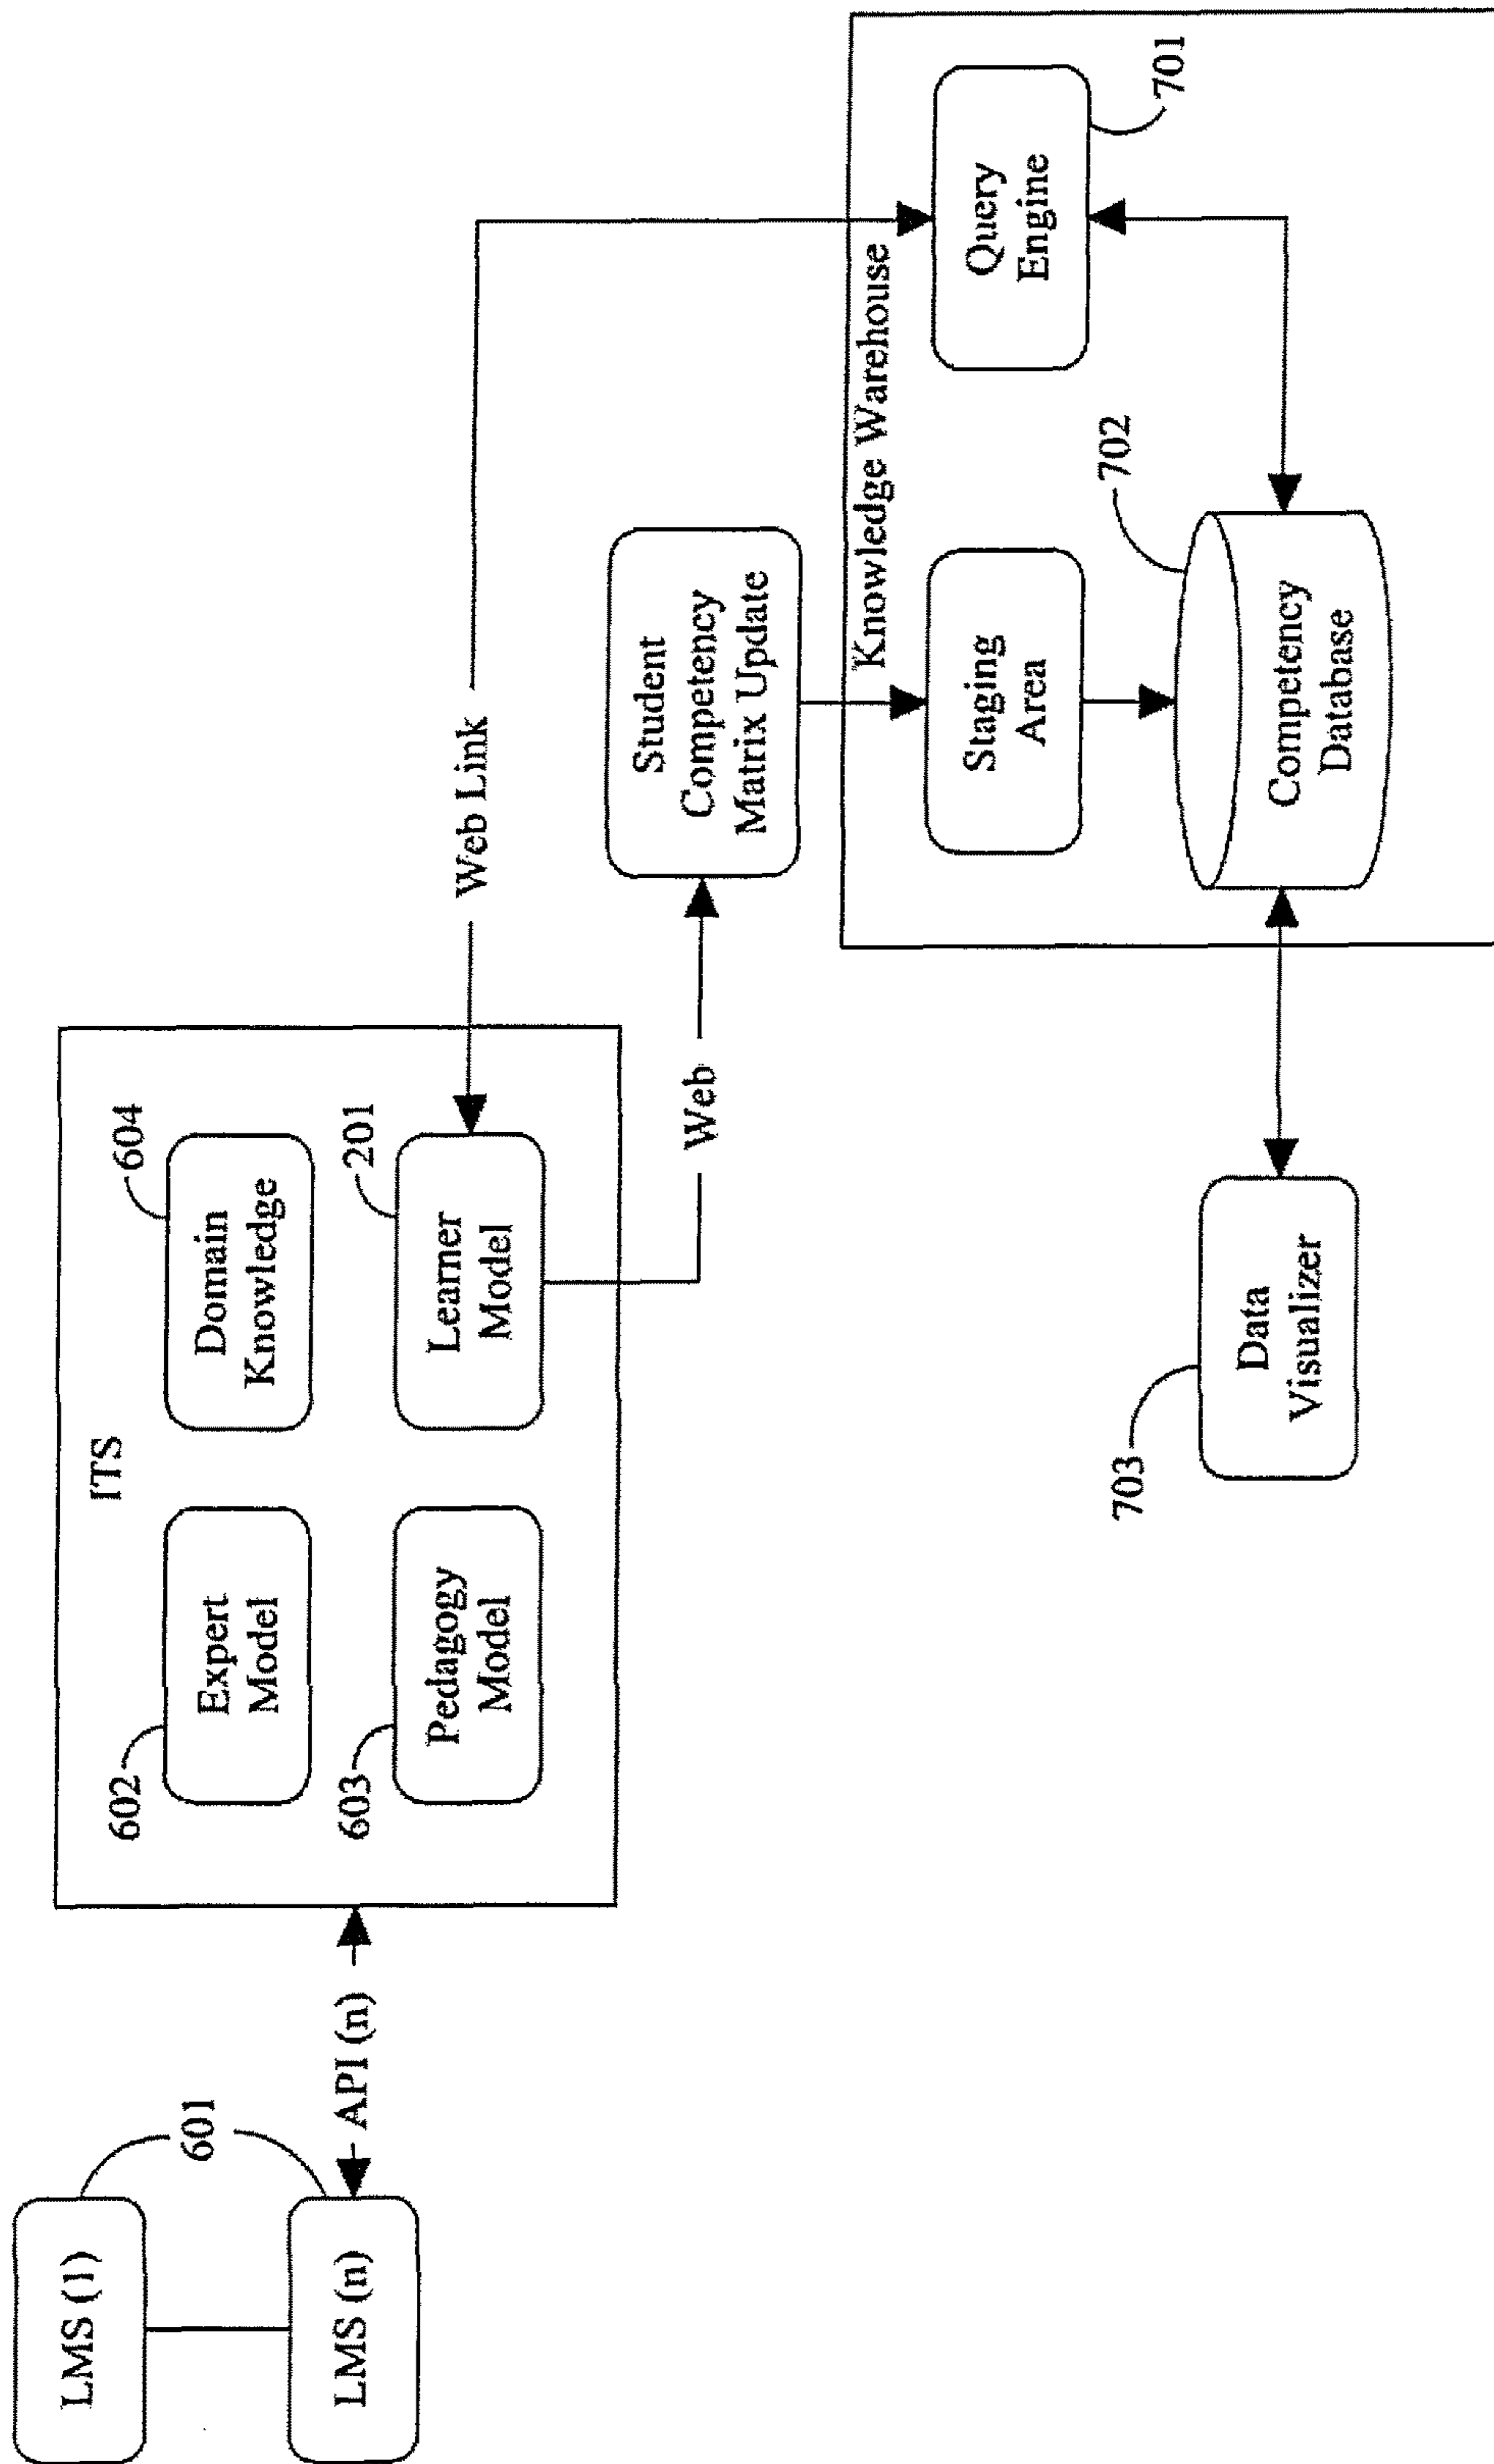 LMS (1)
601
LMS (n)
API (n)
ITS
602
Expert
Model
604
Domain
Knowledge
603
Pedagogy
Model
201
Learner
Model
Web Link
Web
Student
Competency
Matrix Update
Knowledge Warehouse
Staging
Area
Query
Engine
701
702
Competency
Database
703
Data
Visualizer